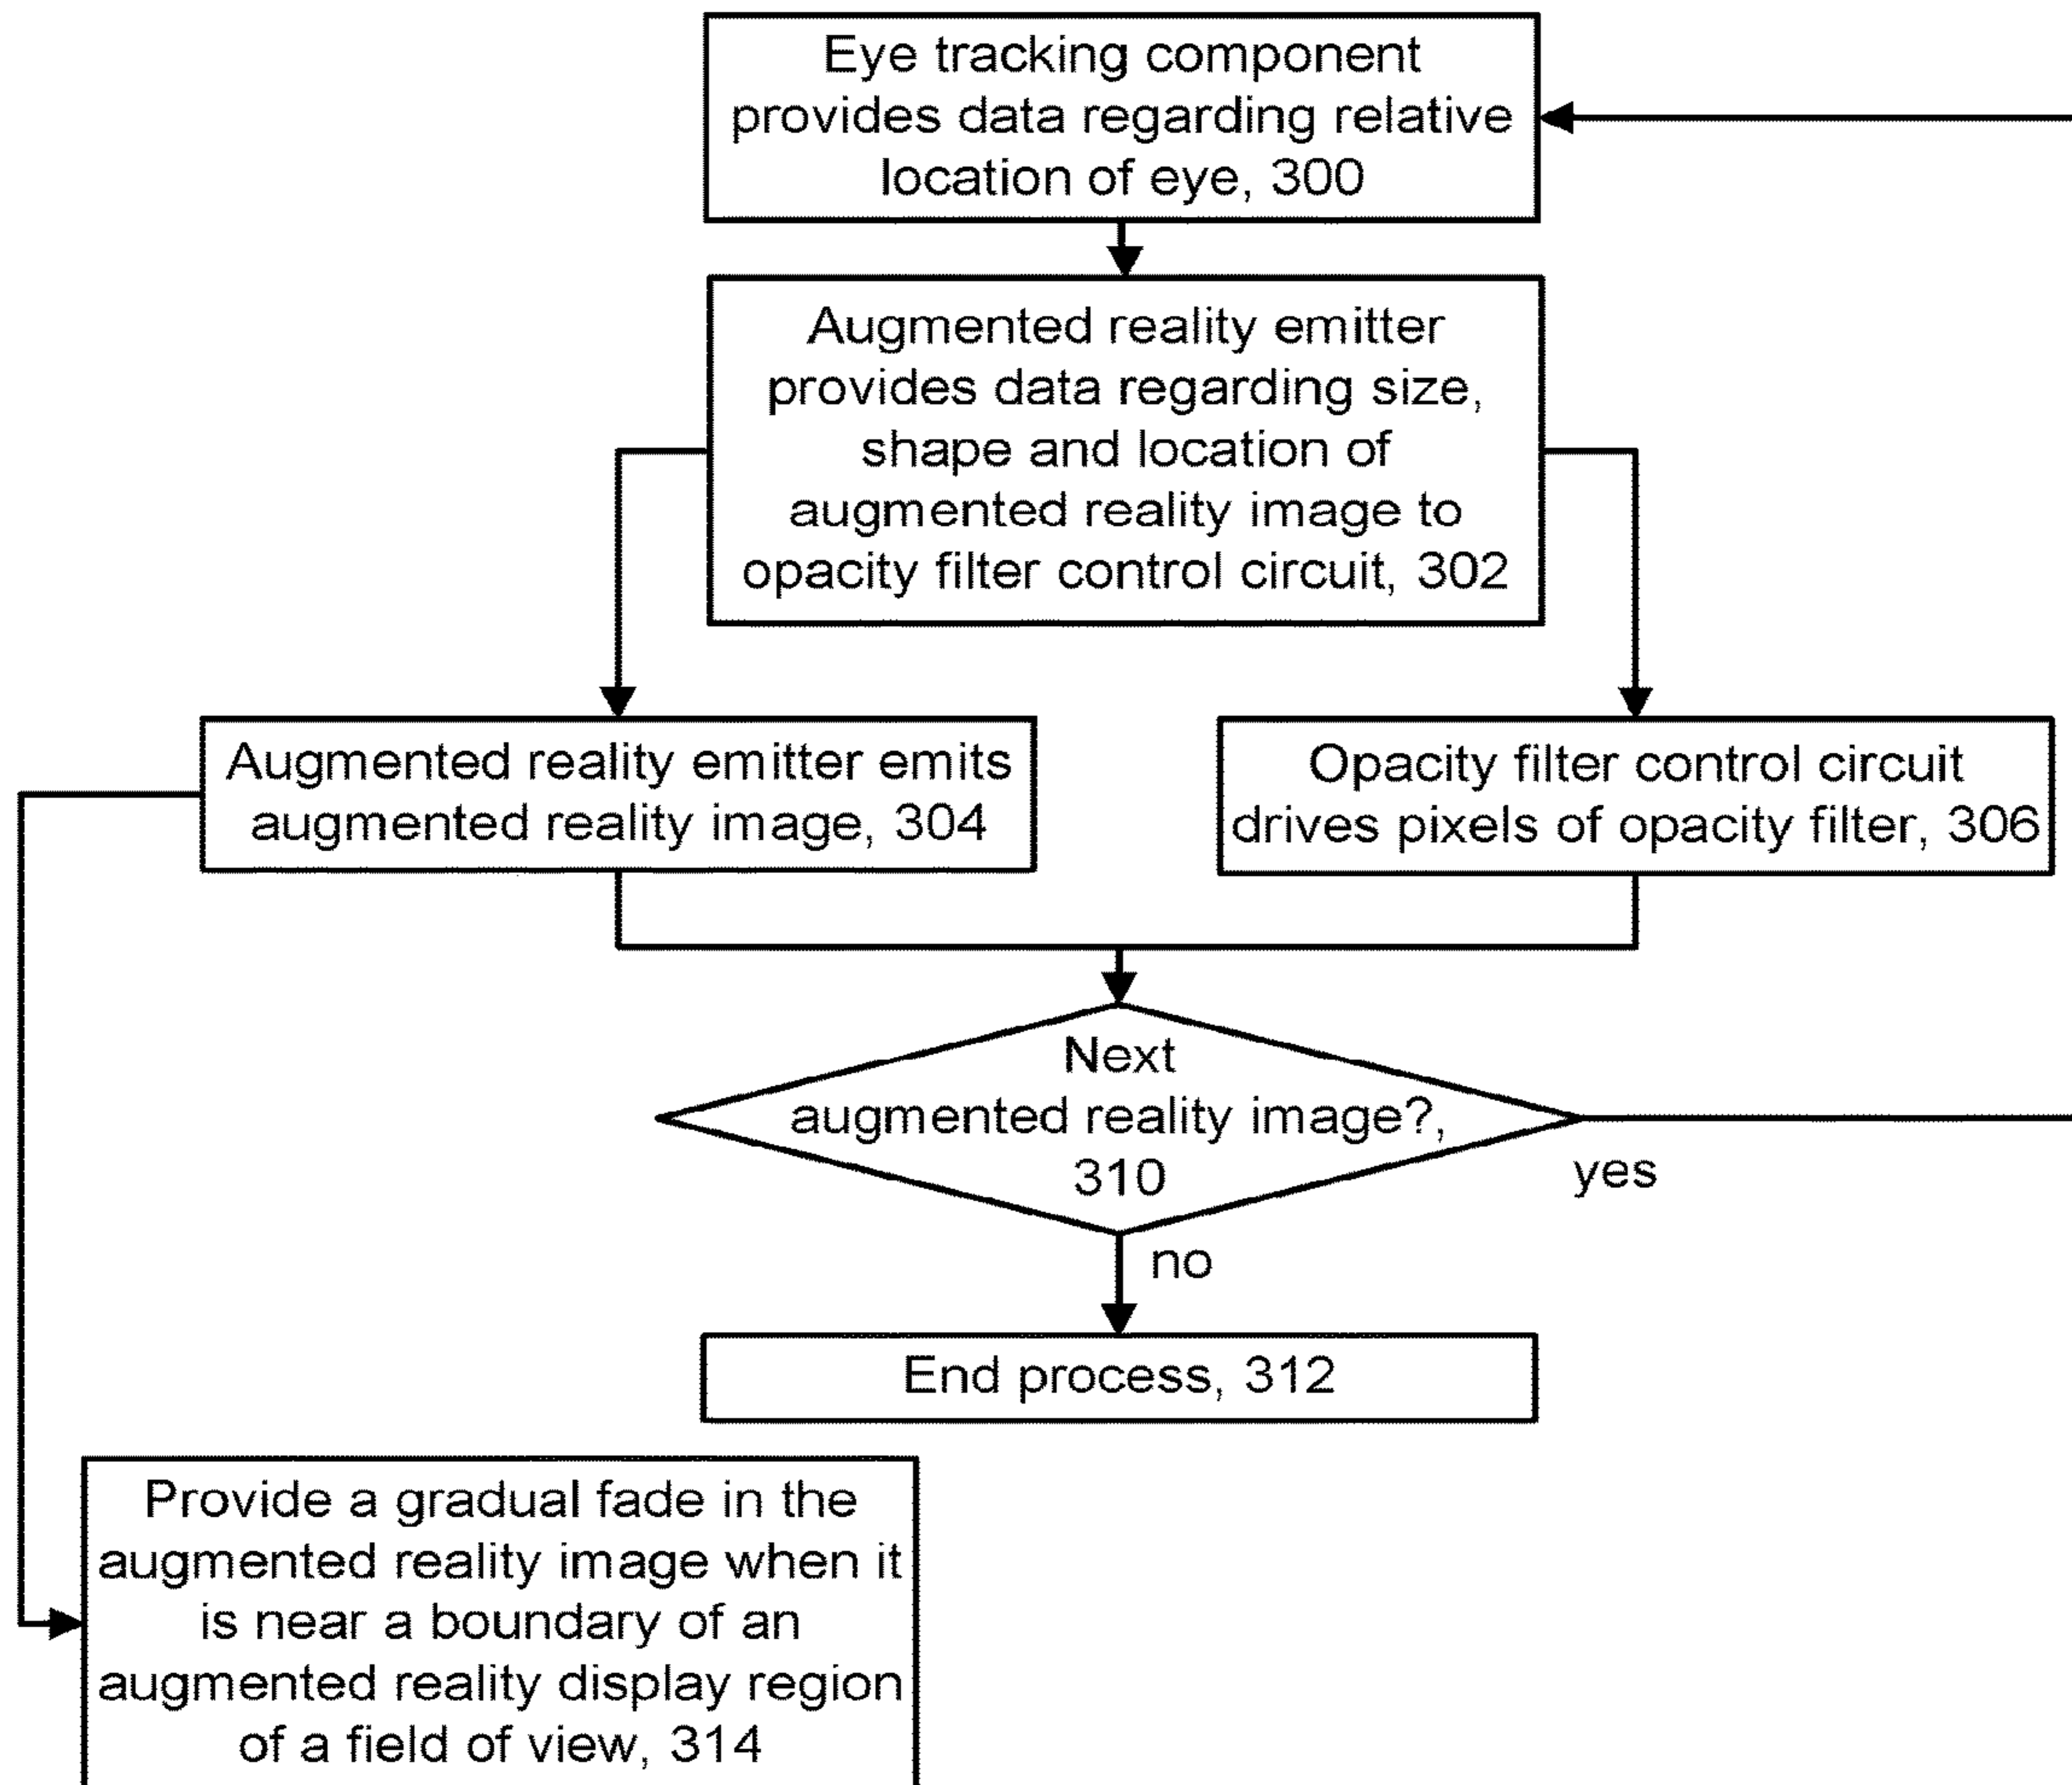 Eye tracking component
provides data regarding relative
location of eye, 300
Augmented reality emitter
provides data regarding size,
shape and location of
augmented reality image to
opacity filter control circuit, 302
Augmented reality emitter emits
augmented reality image, 304
Opacity filter control circuit
drives pixels of opacity filter, 306
Next
augmented reality image?,
310
yes
no
End process, 312
Provide a gradual fade in the
augmented reality image when it
is near a boundary of an
augmented reality display region
of a field of view, 314